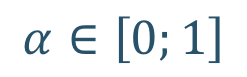 α ∈ [0; 1]